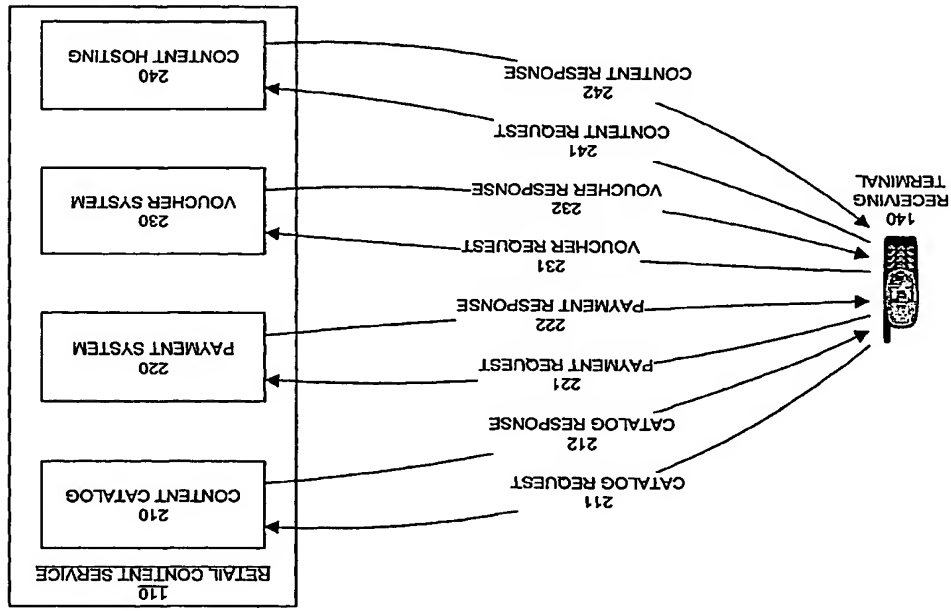 110
RETAIL CONTENT SERVICE
211
CATALOG REQUEST
210
CONTENT CATALOG
212
CATALOG RESPONSE
221
PAYMENT REQUEST
220
PAYMENT SYSTEM
222
PAYMENT RESPONSE
231
VOUCHER REQUEST
230
VOUCHER SYSTEM
232
VOUCHER RESPONSE
140
RECEIVING
TERMINAL
241
CONTENT REQUEST
242
CONTENT RESPONSE
240
CONTENT HOSTING